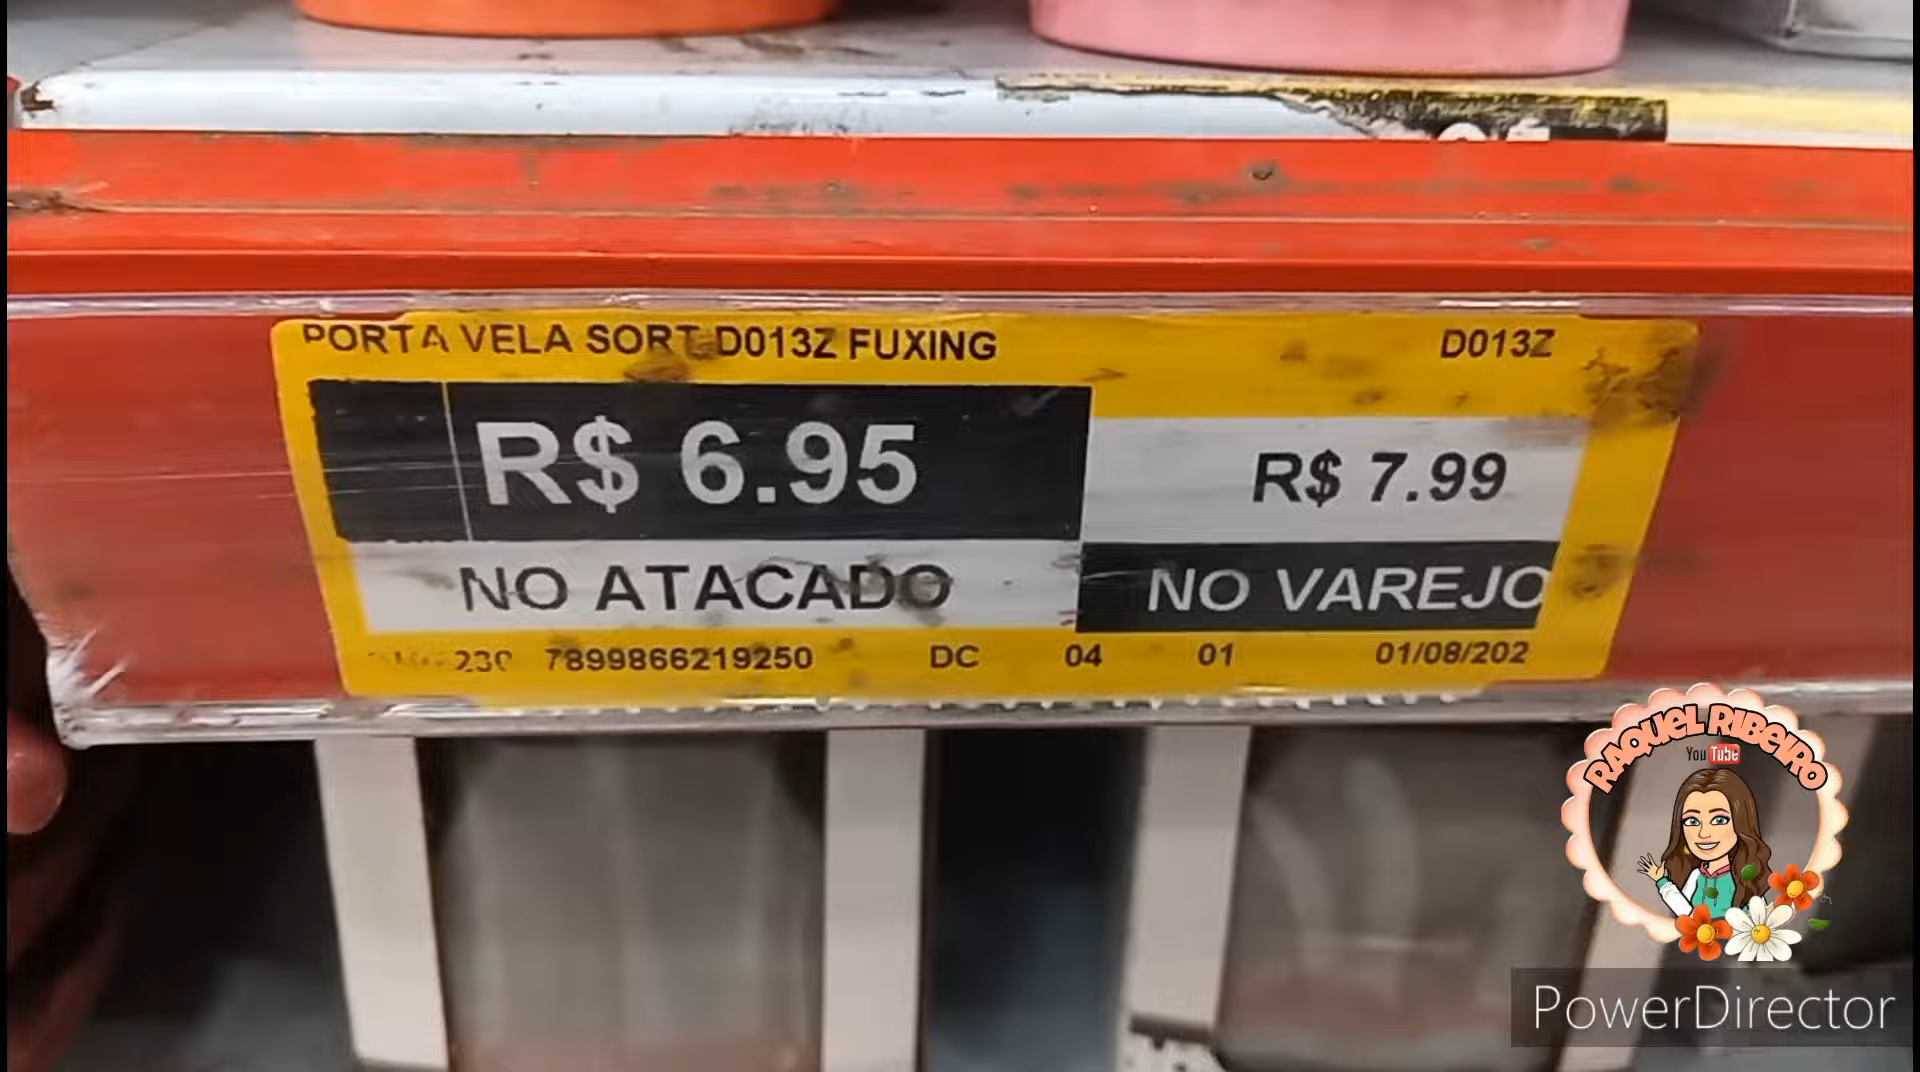 PORTA VELA SORT D013Z FUXING
D013Z
R$ 6.95
R$ 7.99
NO ATACADO
NO VAREJO
7899866219250 DC 04 01 01/08/202
RAQUEL RIBEIRO
YouTube
PowerDirector